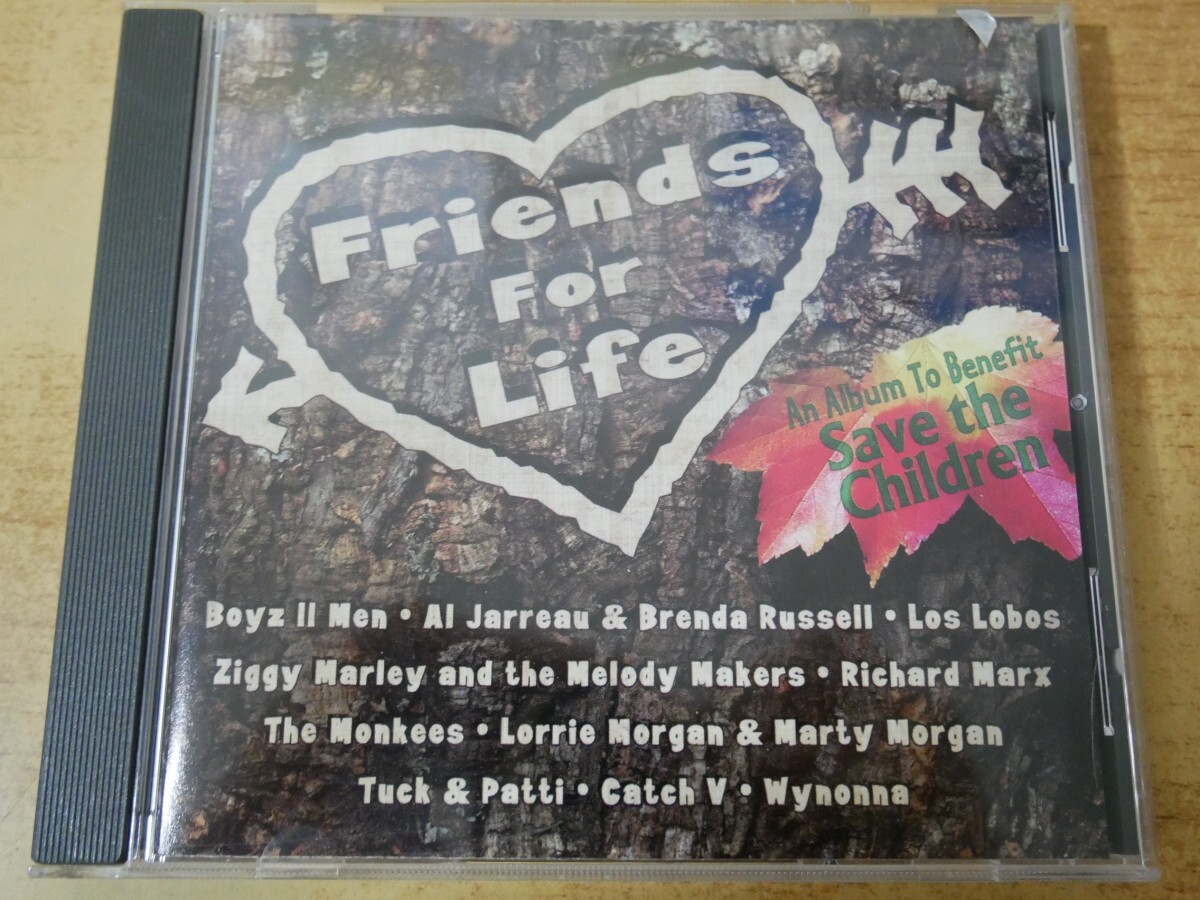 Friends
For
Life
An Album To Benefit
Save the
Children
Boyz II Men • Al Jarreau & Brenda Russell • Los Lobos
Ziggy Marley and the Melody Makers • Richard Marx
The Monkees • Lorrie Morgan & Marty Morgan
Tuck & Patti • Catch V • Wynonna